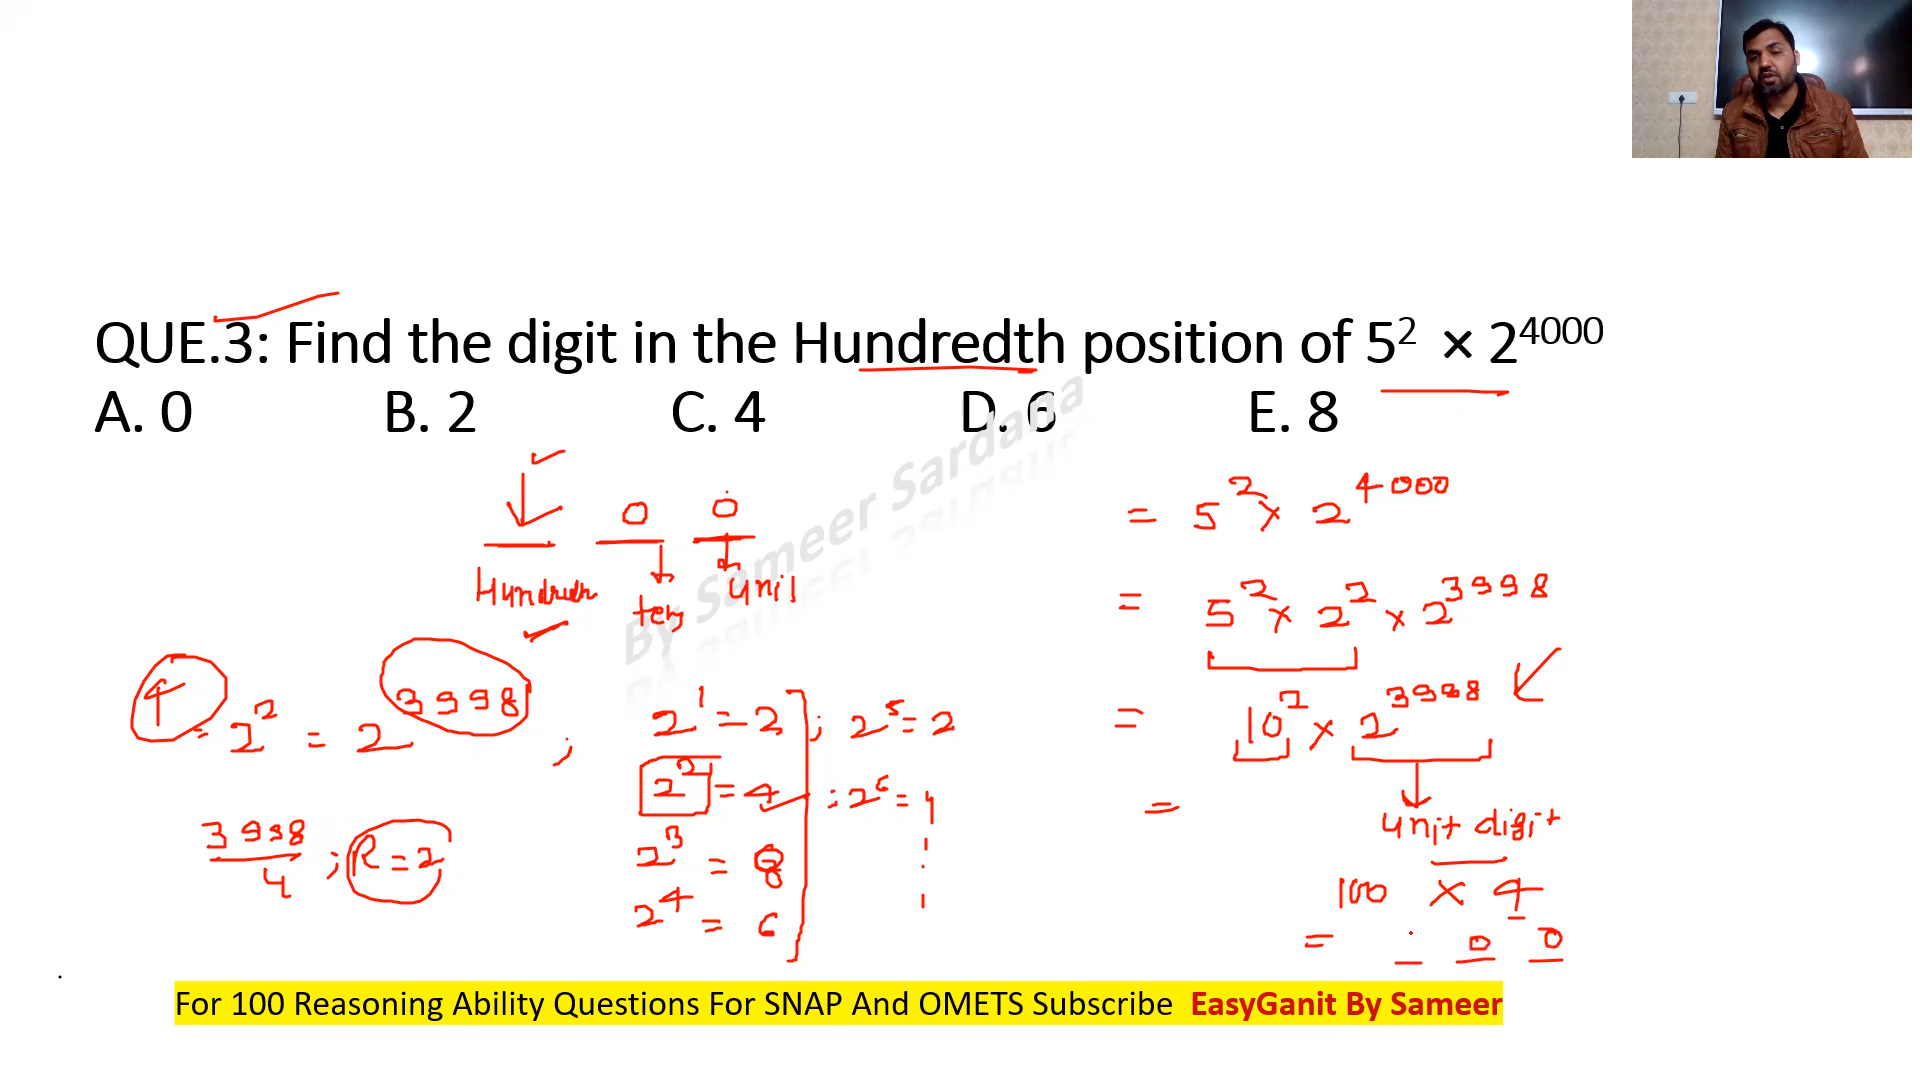 QUE.3: Find the digit in the Hundredth position of 5² × 2⁴⁰⁰⁰
A. 0 B. 2 C. 4 D. 6 E. 8
By Sameer Sardana
0 0
Hundredth tens unit
= 5² × 2⁴⁰⁰⁰
= 5² × 2² × 2³⁹⁹⁸
= 10² × 2³⁹⁹⁸
=
unit digit
100 × 4
= . 0 0
4 = 2² = 2³⁹⁹⁸ ;
3998/4 ; R = 2
2¹ = 2 ; 2⁵ = 2
2² = 4 ; 2⁶ = 4
2³ = 8
2⁴ = 6
For 100 Reasoning Ability Questions For SNAP And OMETS Subscribe EasyGanit By Sameer